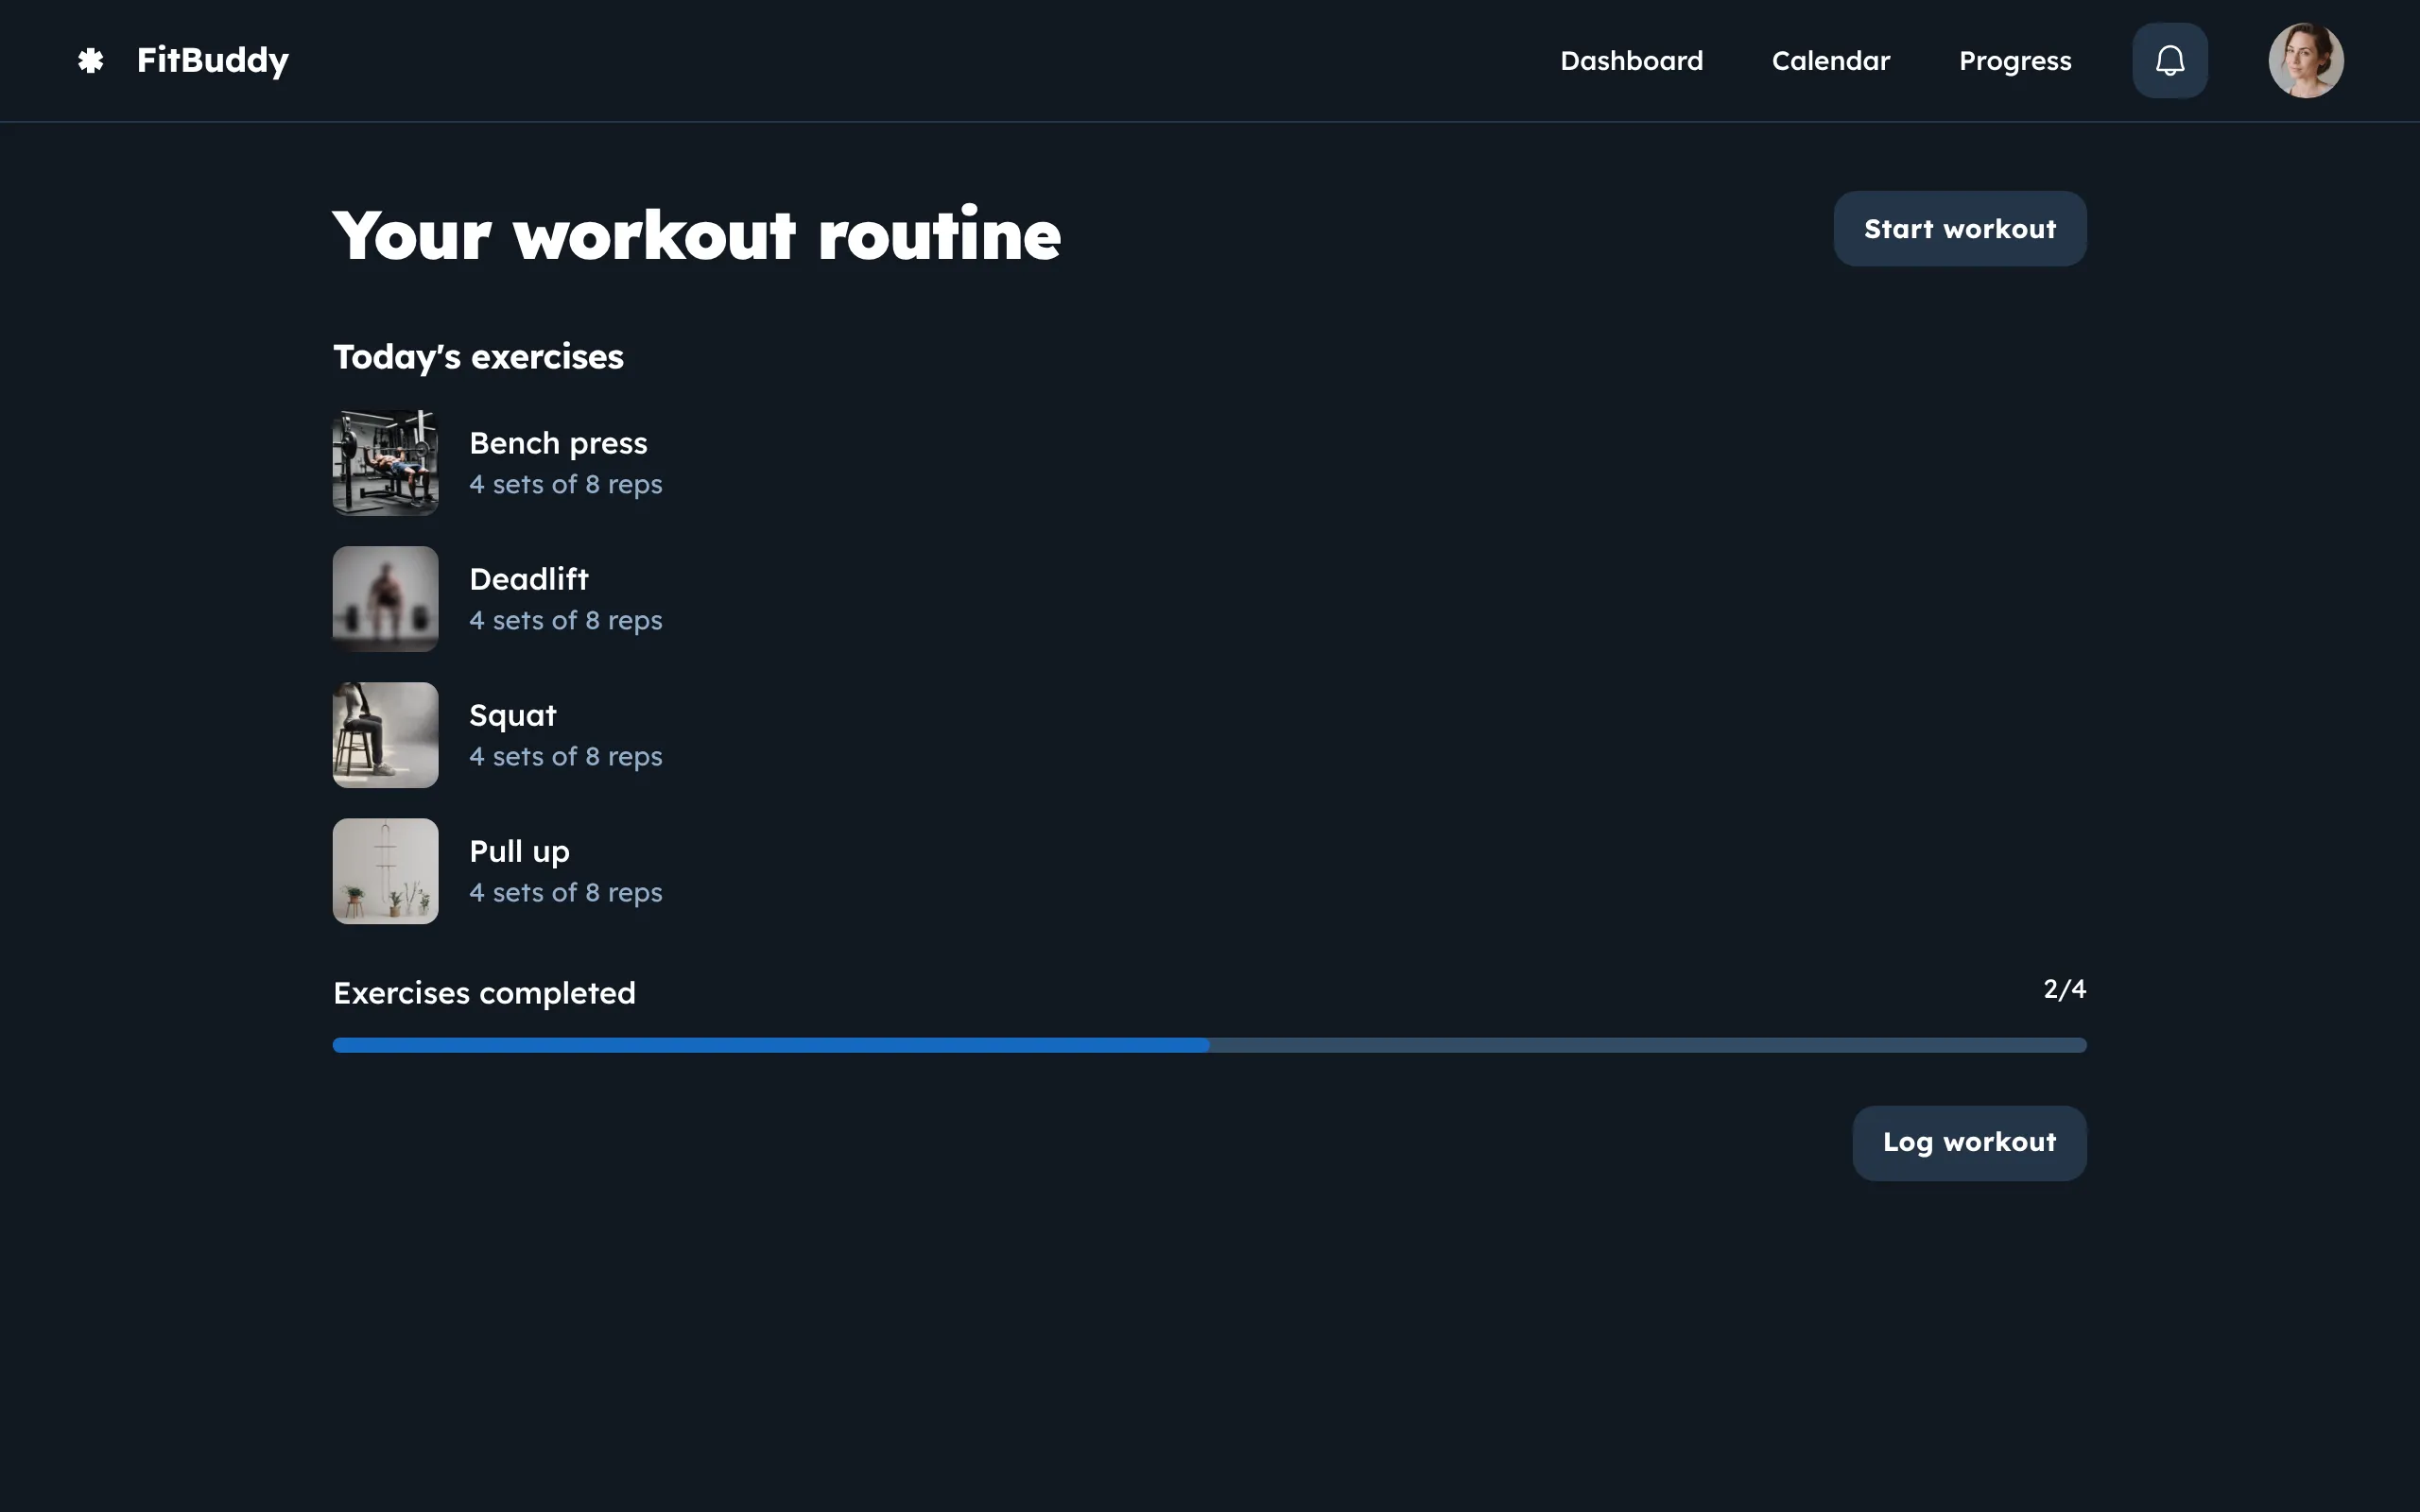 FitBuddy
Dashboard
Calendar
Progress
Your workout routine
Start workout
Today's exercises
Bench press
4 sets of 8 reps
Deadlift
4 sets of 8 reps
Squat
4 sets of 8 reps
Pull up
4 sets of 8 reps
Exercises completed
2/4
Log workout